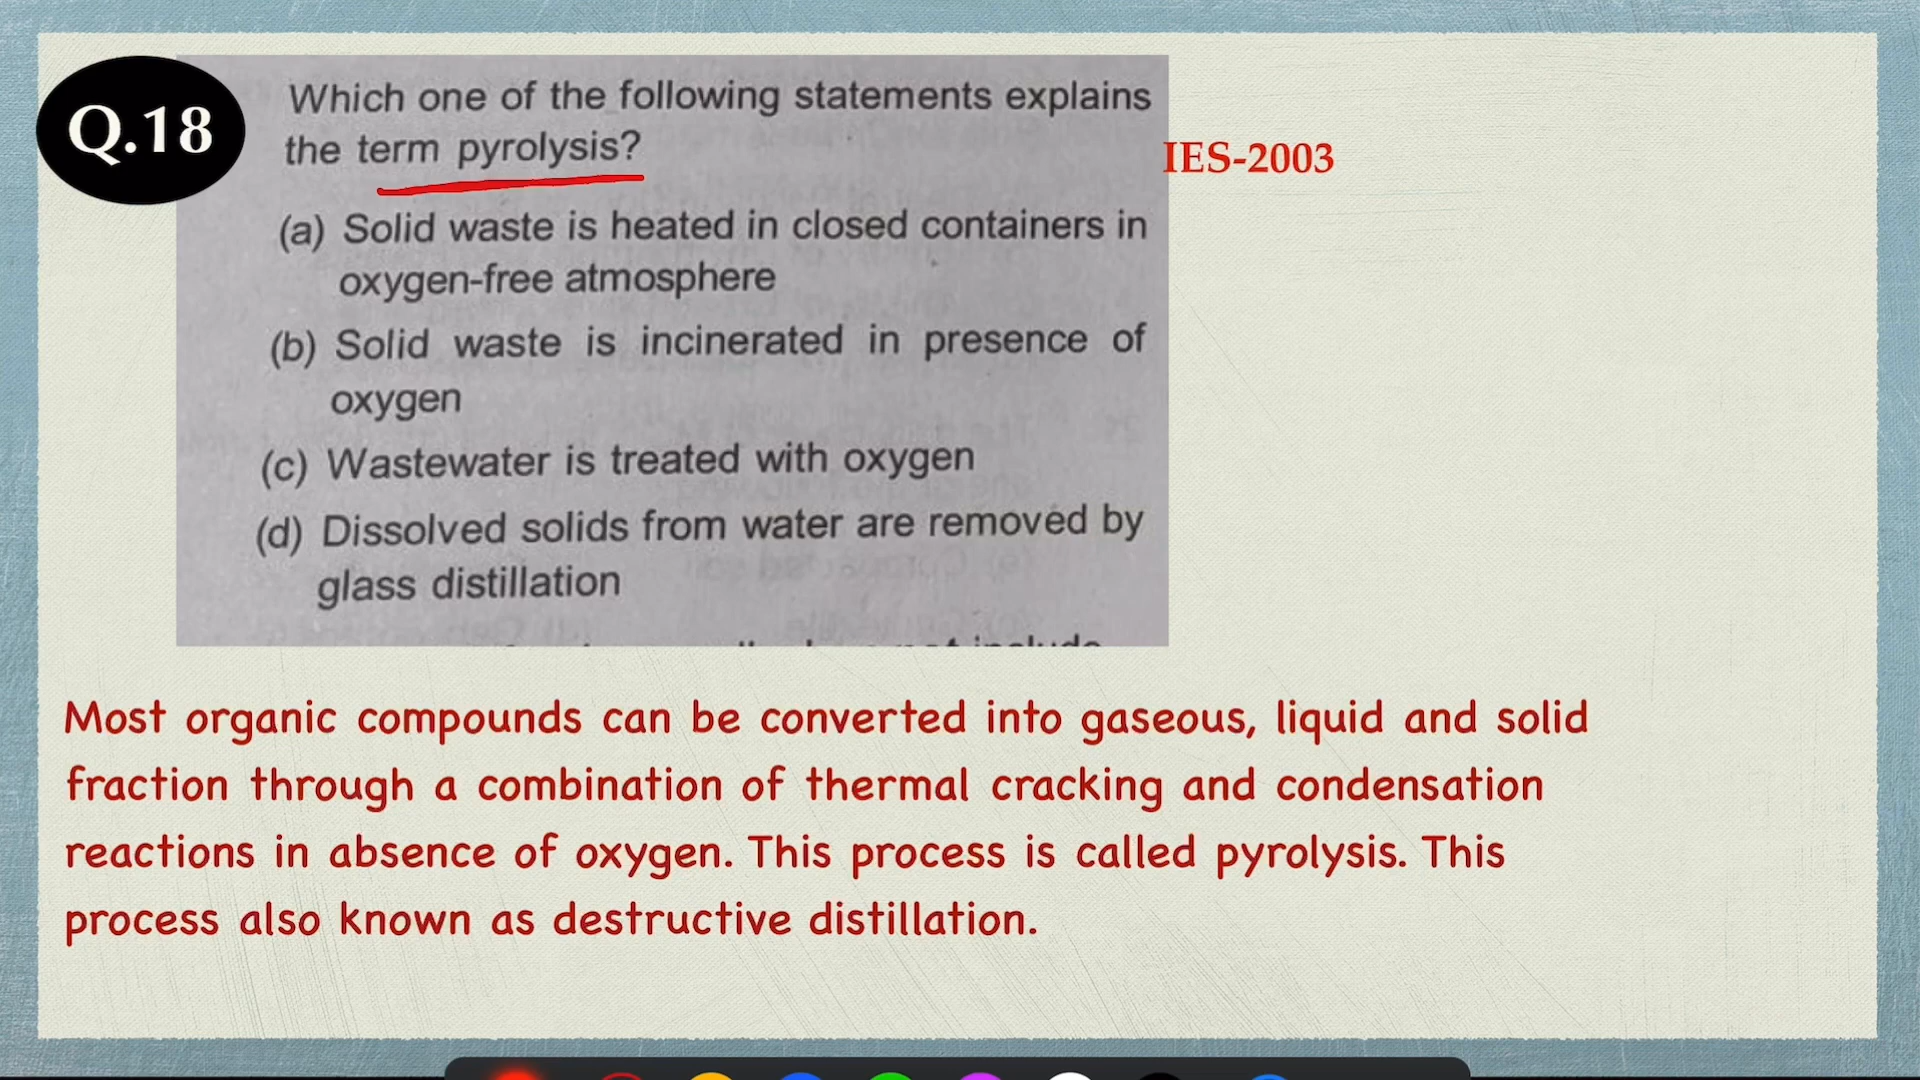 Q.18
Which one of the following statements explains
the term pyrolysis?
IES-2003
(a) Solid waste is heated in closed containers in
oxygen-free atmosphere
(b) Solid waste is incinerated in presence of
oxygen
(c) Wastewater is treated with oxygen
(d) Dissolved solids from water are removed by
glass distillation
Most organic compounds can be converted into gaseous, liquid and solid
fraction through a combination of thermal cracking and condensation
reactions in absence of oxygen. This process is called pyrolysis. This
process also known as destructive distillation.